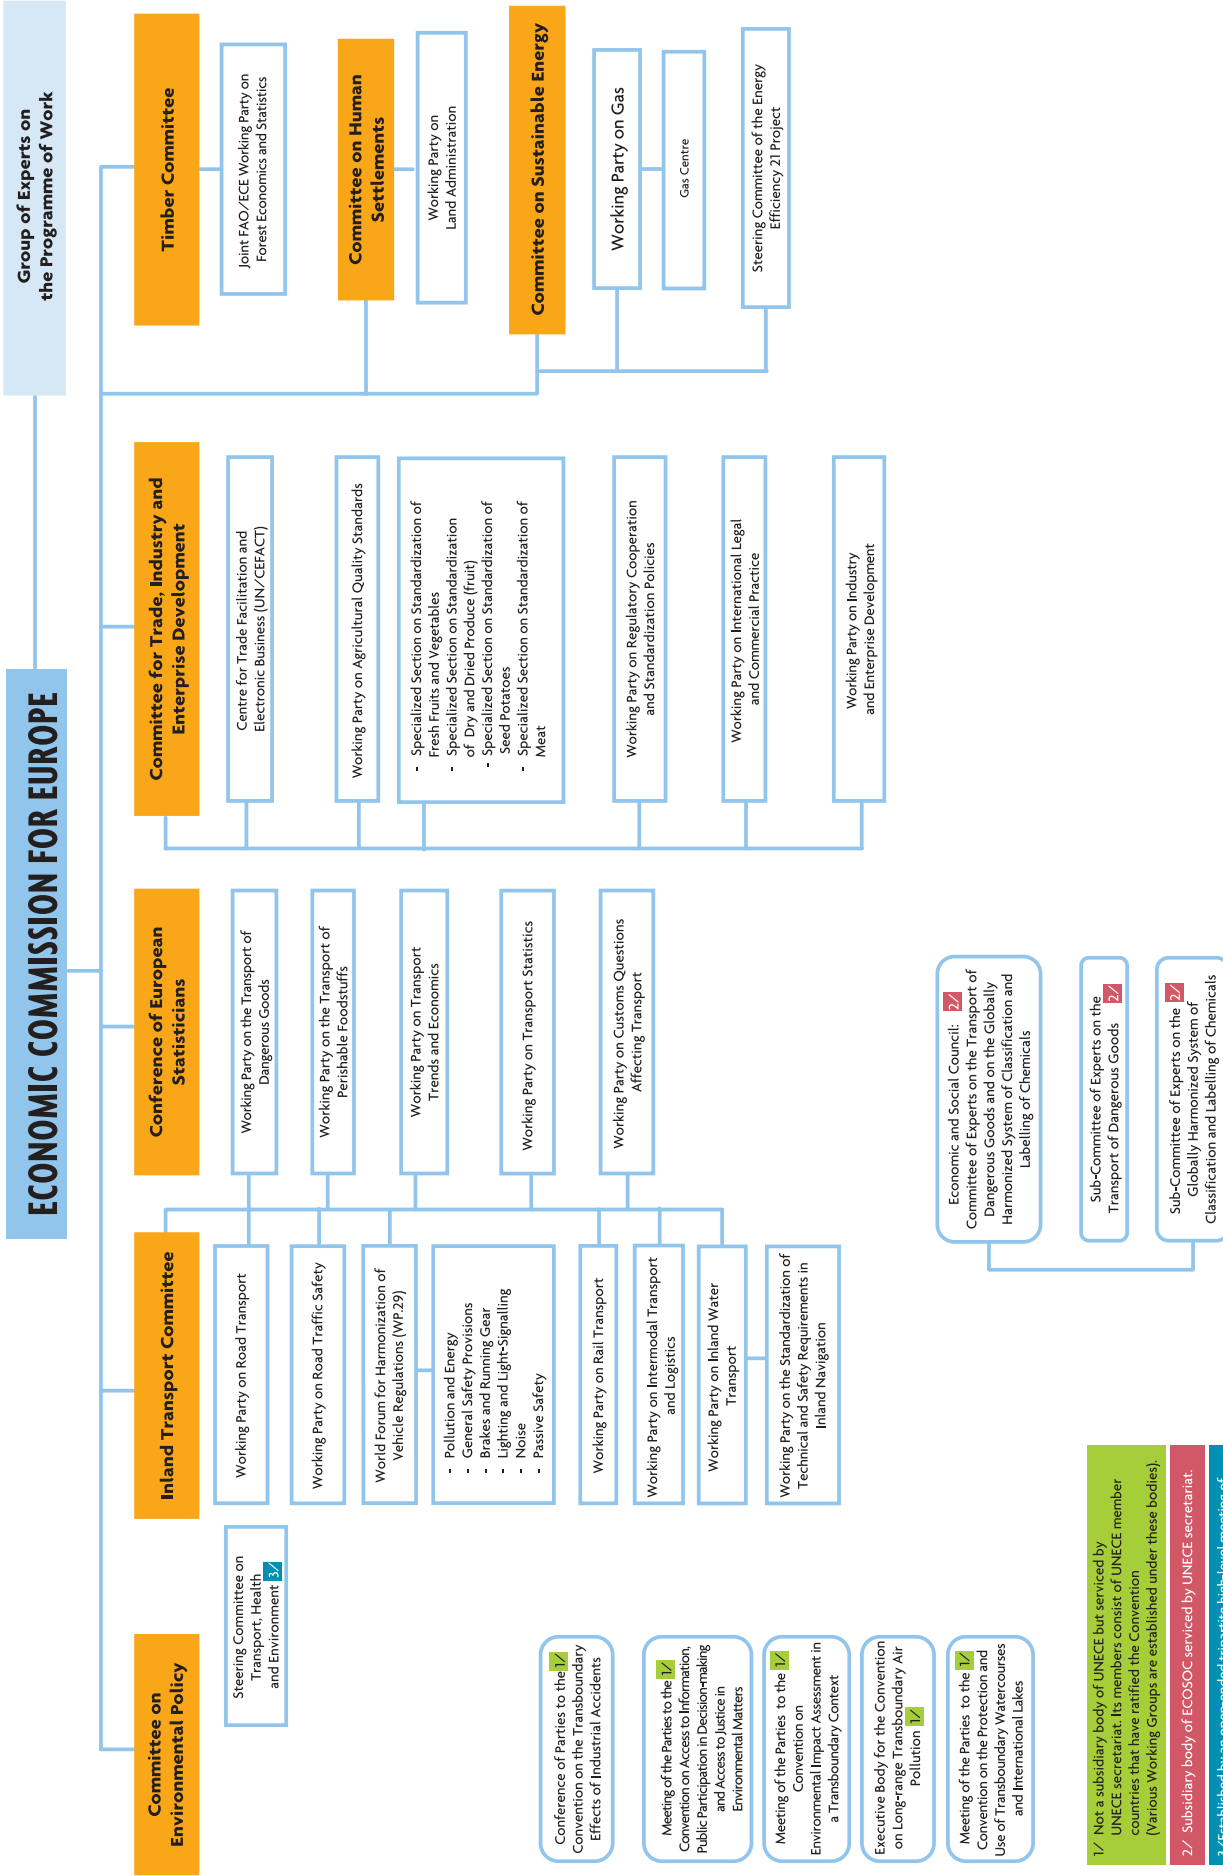 ECONOMIC COMMISSION FOR EUROPE
Group of Experts on
the Programme of Work
Committee on
Environmental Policy
Steering Committee on
Transport, Health
and Environment 3/
Conference of Parties to the 1/
Convention on the Transboundary
Effects of Industrial Accidents
Meeting of the Parties to the 1/
Convention on Access to Information,
Public Participation in Decision-making
and Access to Justice in
Environmental Matters
Meeting of the Parties to the 1/
Convention on
Environmental Impact Assessment in
a Transboundary Context
Executive Body for the Convention
on Long-range Transboundary Air
Pollution 1/
Meeting of the Parties to the 1/
Convention on the Protection and
Use of Transboundary Watercourses
and International Lakes
Inland Transport Committee
Working Party on Road Transport
Working Party on Road Traffic Safety
World Forum for Harmonization of
Vehicle Regulations (WP.29)
- Pollution and Energy
- General Safety Provisions
- Brakes and Running Gear
- Lighting and Light-Signalling
- Noise
- Passive Safety
Working Party on Rail Transport
Working Party on Intermodal Transport
and Logistics
Working Party on Inland Water
Transport
Working Party on the Standardization of
Technical and Safety Requirements in
Inland Navigation
Conference of European
Statisticians
Working Party on the Transport of
Dangerous Goods
Working Party on the Transport of
Perishable Foodstuffs
Working Party on Transport
Trends and Economics
Working Party on Transport Statistics
Working Party on Customs Questions
Affecting Transport
Economic and Social Council: 2/
Committee of Experts on the Transport of
Dangerous Goods and on the Globally
Harmonized System of Classification and
Labelling of Chemicals
Sub-Committee of Experts on the
Transport of Dangerous Goods 2/
Sub-Committee of Experts on the 2/
Globally Harmonized System of
Classification and Labelling of Chemicals
Committee for Trade, Industry and
Enterprise Development
Centre for Trade Facilitation and
Electronic Business (UN/CEFACT)
Working Party on Agricultural Quality Standards
- Specialized Section on Standardization of
Fresh Fruits and Vegetables
- Specialized Section on Standardization
of Dry and Dried Produce (fruit)
- Specialized Section on Standardization of
Seed Potatoes
- Specialized Section on Standardization of
Meat
Working Party on Regulatory Cooperation
and Standardization Policies
Working Party on International Legal
and Commercial Practice
Working Party on Industry
and Enterprise Development
Timber Committee
Joint FAO/ECE Working Party on
Forest Economics and Statistics
Committee on Human
Settlements
Working Party on
Land Administration
Committee on Sustainable Energy
Working Party on Gas
Gas Centre
Steering Committee of the Energy
Efficiency 21 Project
1/ Not a subsidiary body of UNECE but serviced by
UNECE secretariat. Its members consist of UNECE member
countries that have ratified the Convention
(Various Working Groups are established under these bodies).
2/ Subsidiary body of ECOSOC serviced by UNECE secretariat.
3/Established by an open-ended tripartite high-level meeting of